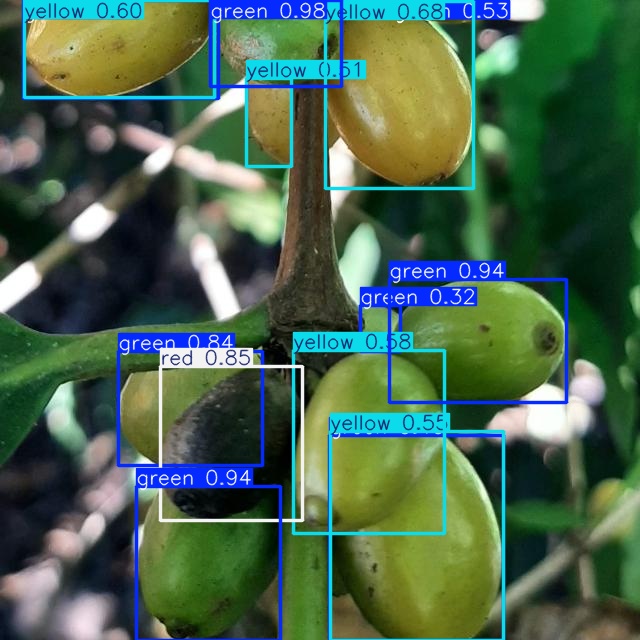 yellow 0.60
green 0.98
yellow 0.68
0.53
yellow 0.51
green 0.94
green 0.32
green 0.84
red 0.85
yellow 0.58
yellow 0.55
green 0.94